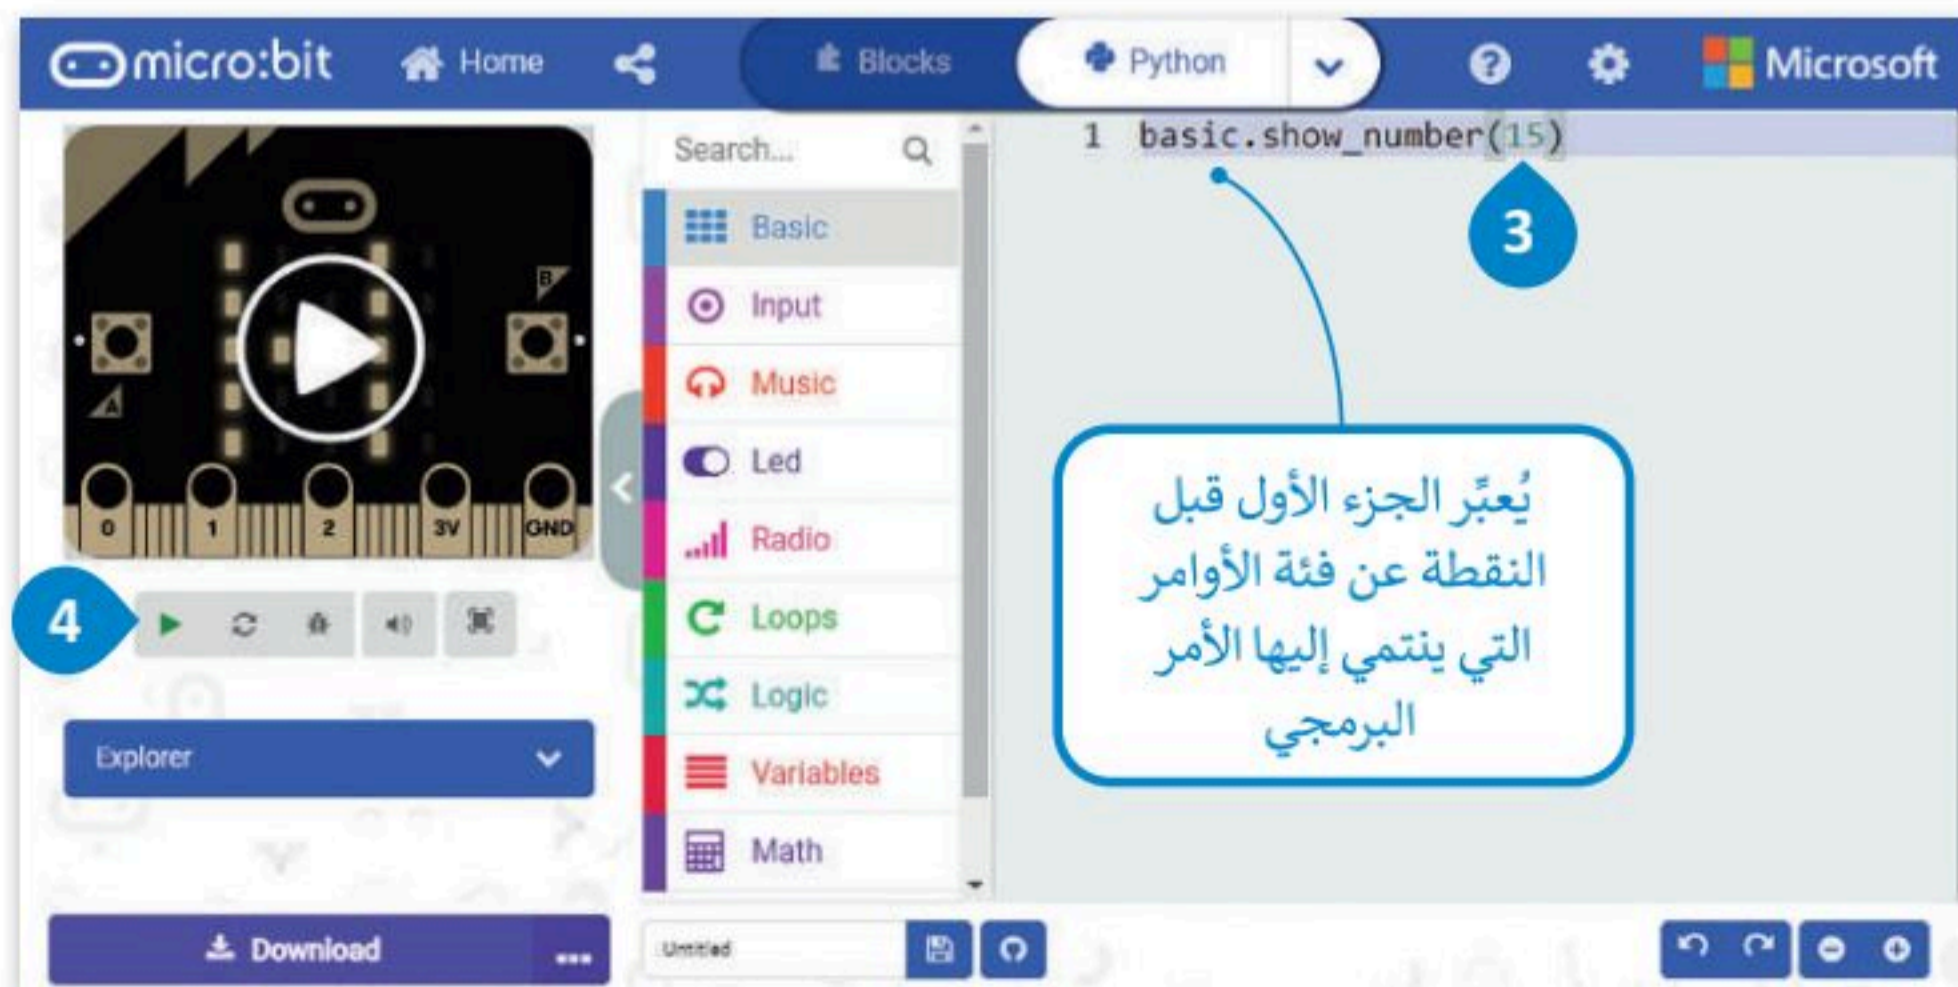 micro:bit Home Blocks Python ? Microsoft
Search...
1 basic.show_number(15)
3
Basic
Input
Music
Led
Radio
Loops
Logic
Variables
Math
B
A
0 1 2 3V GND
4
Explorer
يُعبَّر الجزء الأول قبل
النقطة عن فئة الأوامر
التي ينتمي إليها الأمر
البرمجي
Download ...
Untitled